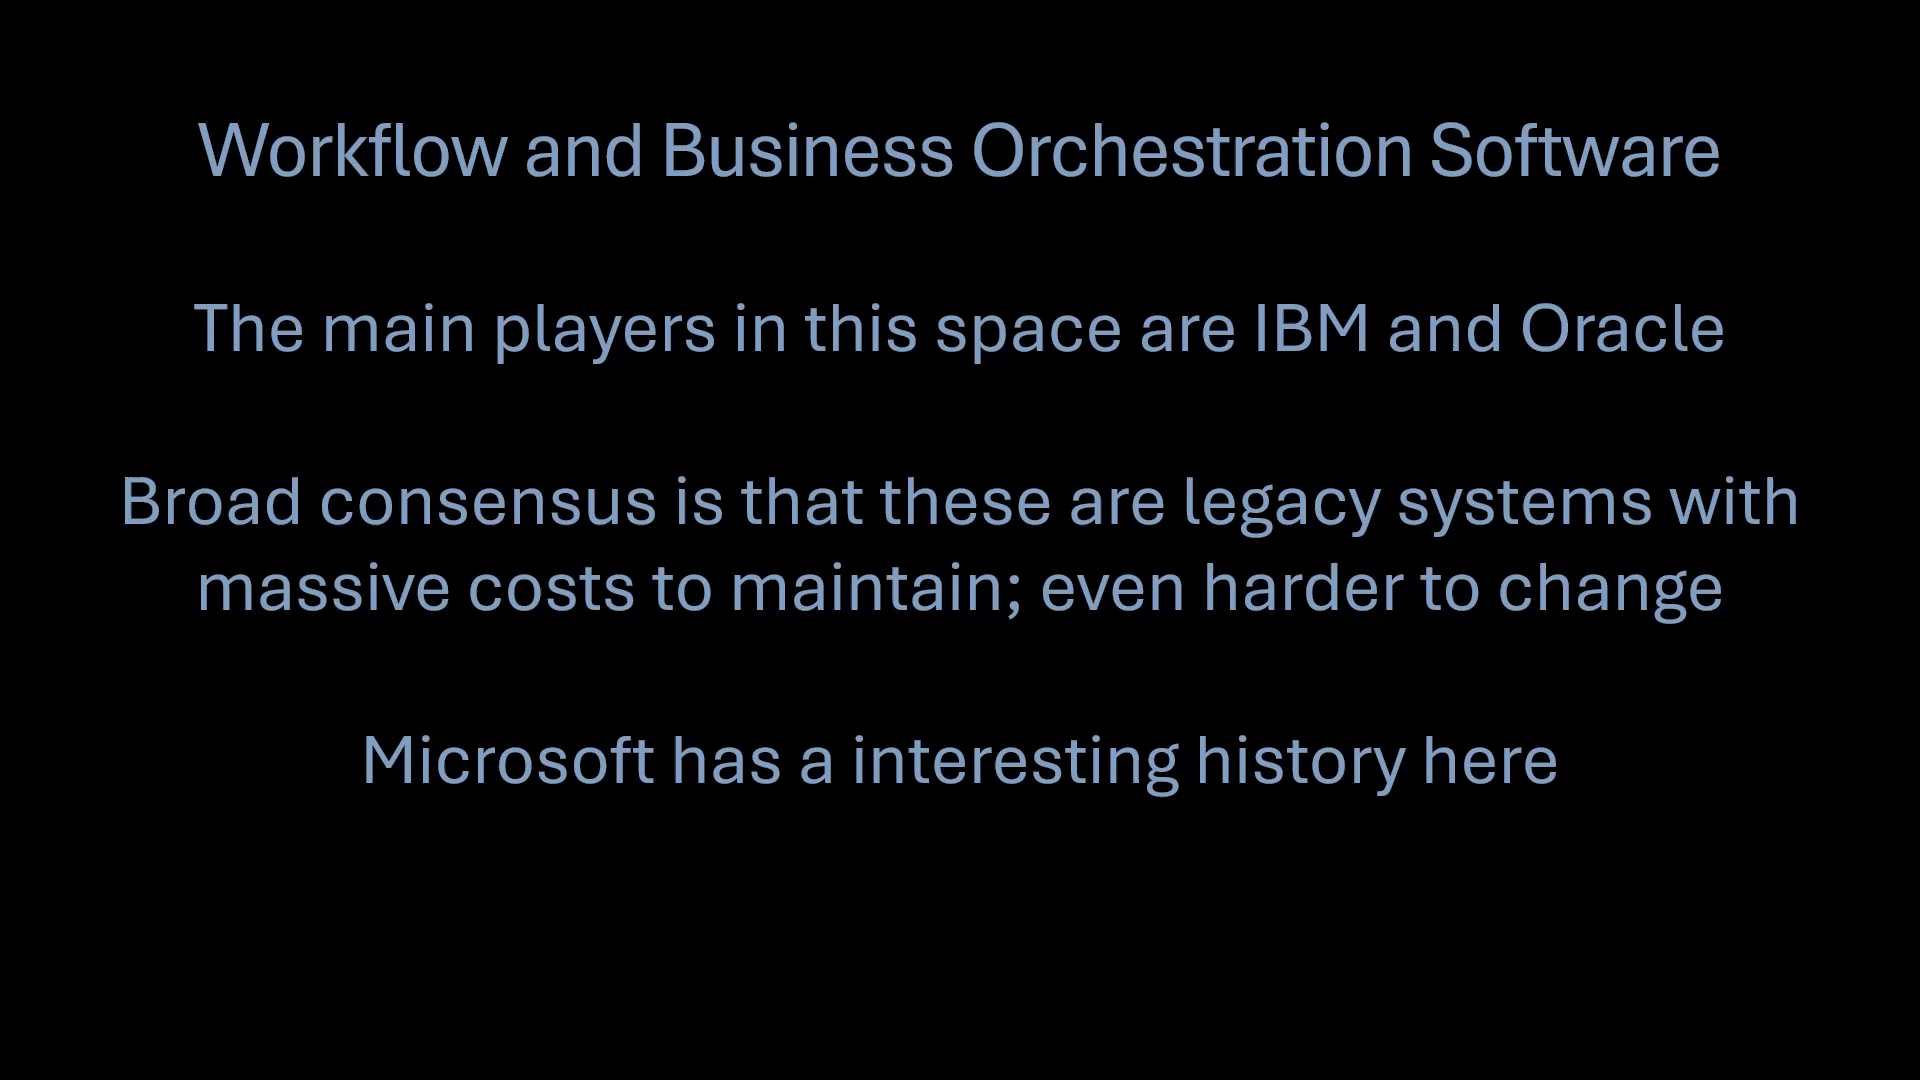 Workflow and Business Orchestration Software
The main players in this space are IBM and Oracle
Broad consensus is that these are legacy systems with
massive costs to maintain; even harder to change
Microsoft has a interesting history here